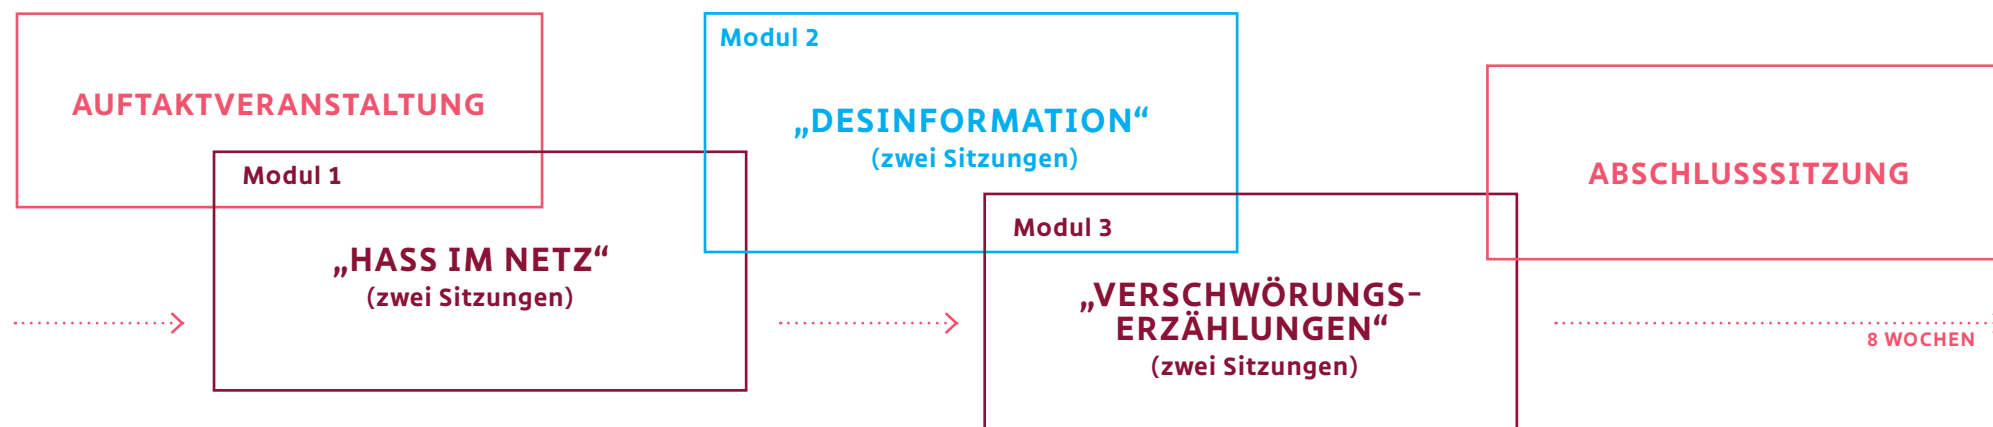 AUFTAKTVERANSTALTUNG
Modul 1
„HASS IM NETZ“
(zwei Sitzungen)
Modul 2
„DESINFORMATION“
(zwei Sitzungen)
Modul 3
„VERSCHWÖRUNGS-
ERZÄHLUNGEN“
(zwei Sitzungen)
ABSCHLUSSSITZUNG
8 WOCHEN